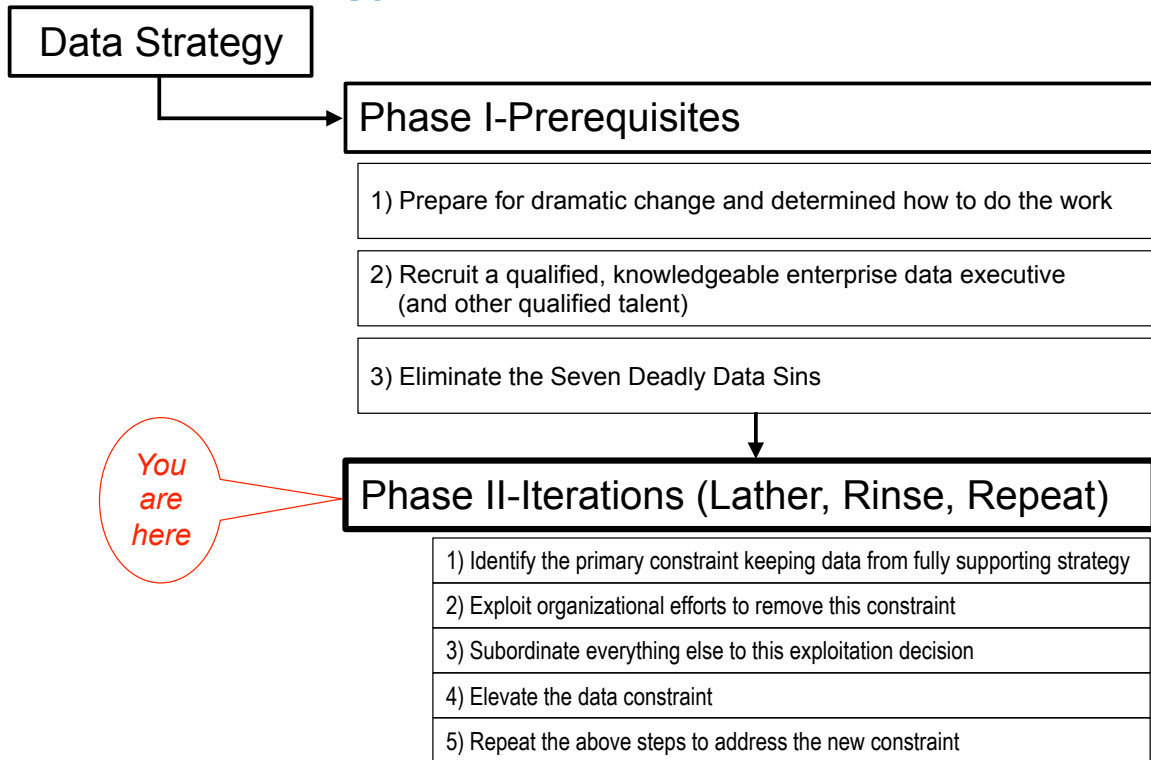 Data Strategy
Phase I-Prerequisites
1) Prepare for dramatic change and determined how to do the work
2) Recruit a qualified, knowledgeable enterprise data executive
(and other qualified talent)
3) Eliminate the Seven Deadly Data Sins
You
are
here
Phase II-Iterations (Lather, Rinse, Repeat)
1) Identify the primary constraint keeping data from fully supporting strategy
2) Exploit organizational efforts to remove this constraint
3) Subordinate everything else to this exploitation decision
4) Elevate the data constraint
5) Repeat the above steps to address the new constraint